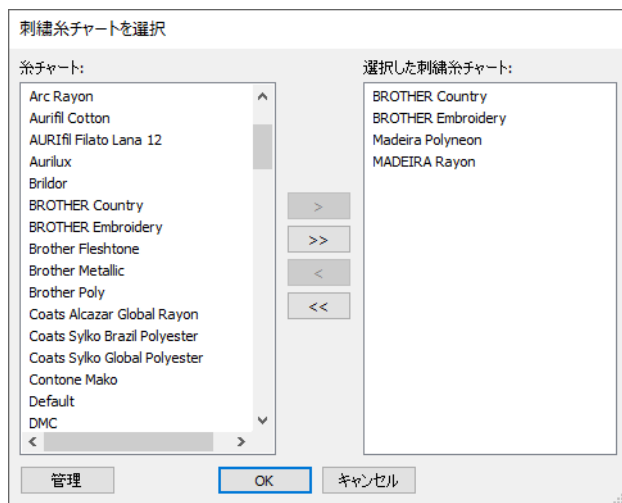 刺繍糸チャートを選択
糸チャート:
Arc Rayon
Aurifil Cotton
AURIfil Filato Lana 12
Aurilux
Brildor
BROTHER Country
BROTHER Embroidery
Brother Fleshtone
Brother Metallic
Brother Poly
Coats Alcazar Global Rayon
Coats Sylko Brazil Polyester
Coats Sylko Global Polyester
Contone Mako
Default
DMC
>
>>
<
<<
選択した刺繍糸チャート:
BROTHER Country
BROTHER Embroidery
Madeira Polyneon
MADEIRA Rayon
管理
OK
キャンセル